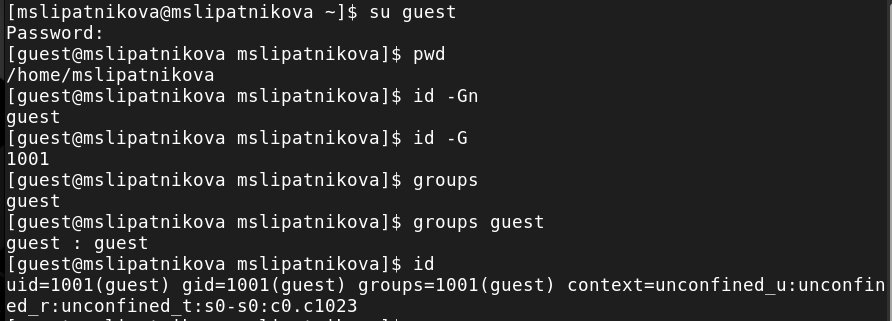 [mslipatnikova@mslipatnikova ~]$ su guest
Password:
[guest@mslipatnikova mslipatnikova]$ pwd
/home/mslipatnikova
[guest@mslipatnikova mslipatnikova]$ id -Gn
guest
[guest@mslipatnikova mslipatnikova]$ id -G
1001
[guest@mslipatnikova mslipatnikova]$ groups
guest
[guest@mslipatnikova mslipatnikova]$ groups guest
guest : guest
[guest@mslipatnikova mslipatnikova]$ id
uid=1001(guest) gid=1001(guest) groups=1001(guest) context=unconfined_u:unconfin
ed_r:unconfined_t:s0-s0:c0.c1023